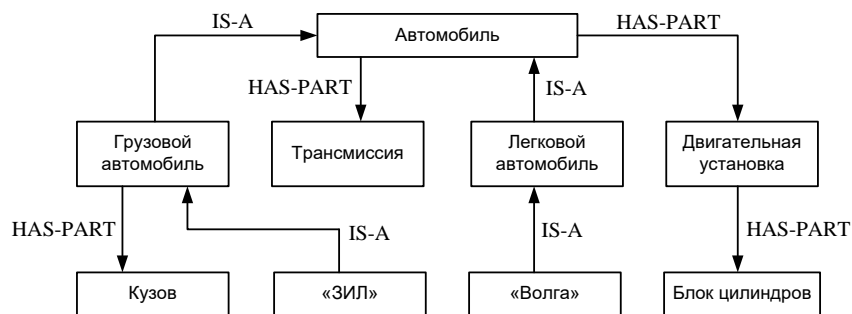 IS-A
Автомобиль
HAS-PART
HAS-PART
IS-A
Грузовой
автомобиль
Трансмиссия
Легковой
автомобиль
Двигательная
установка
HAS-PART
IS-A
IS-A
HAS-PART
Кузов
«ЗИЛ»
«Волга»
Блок цилиндров